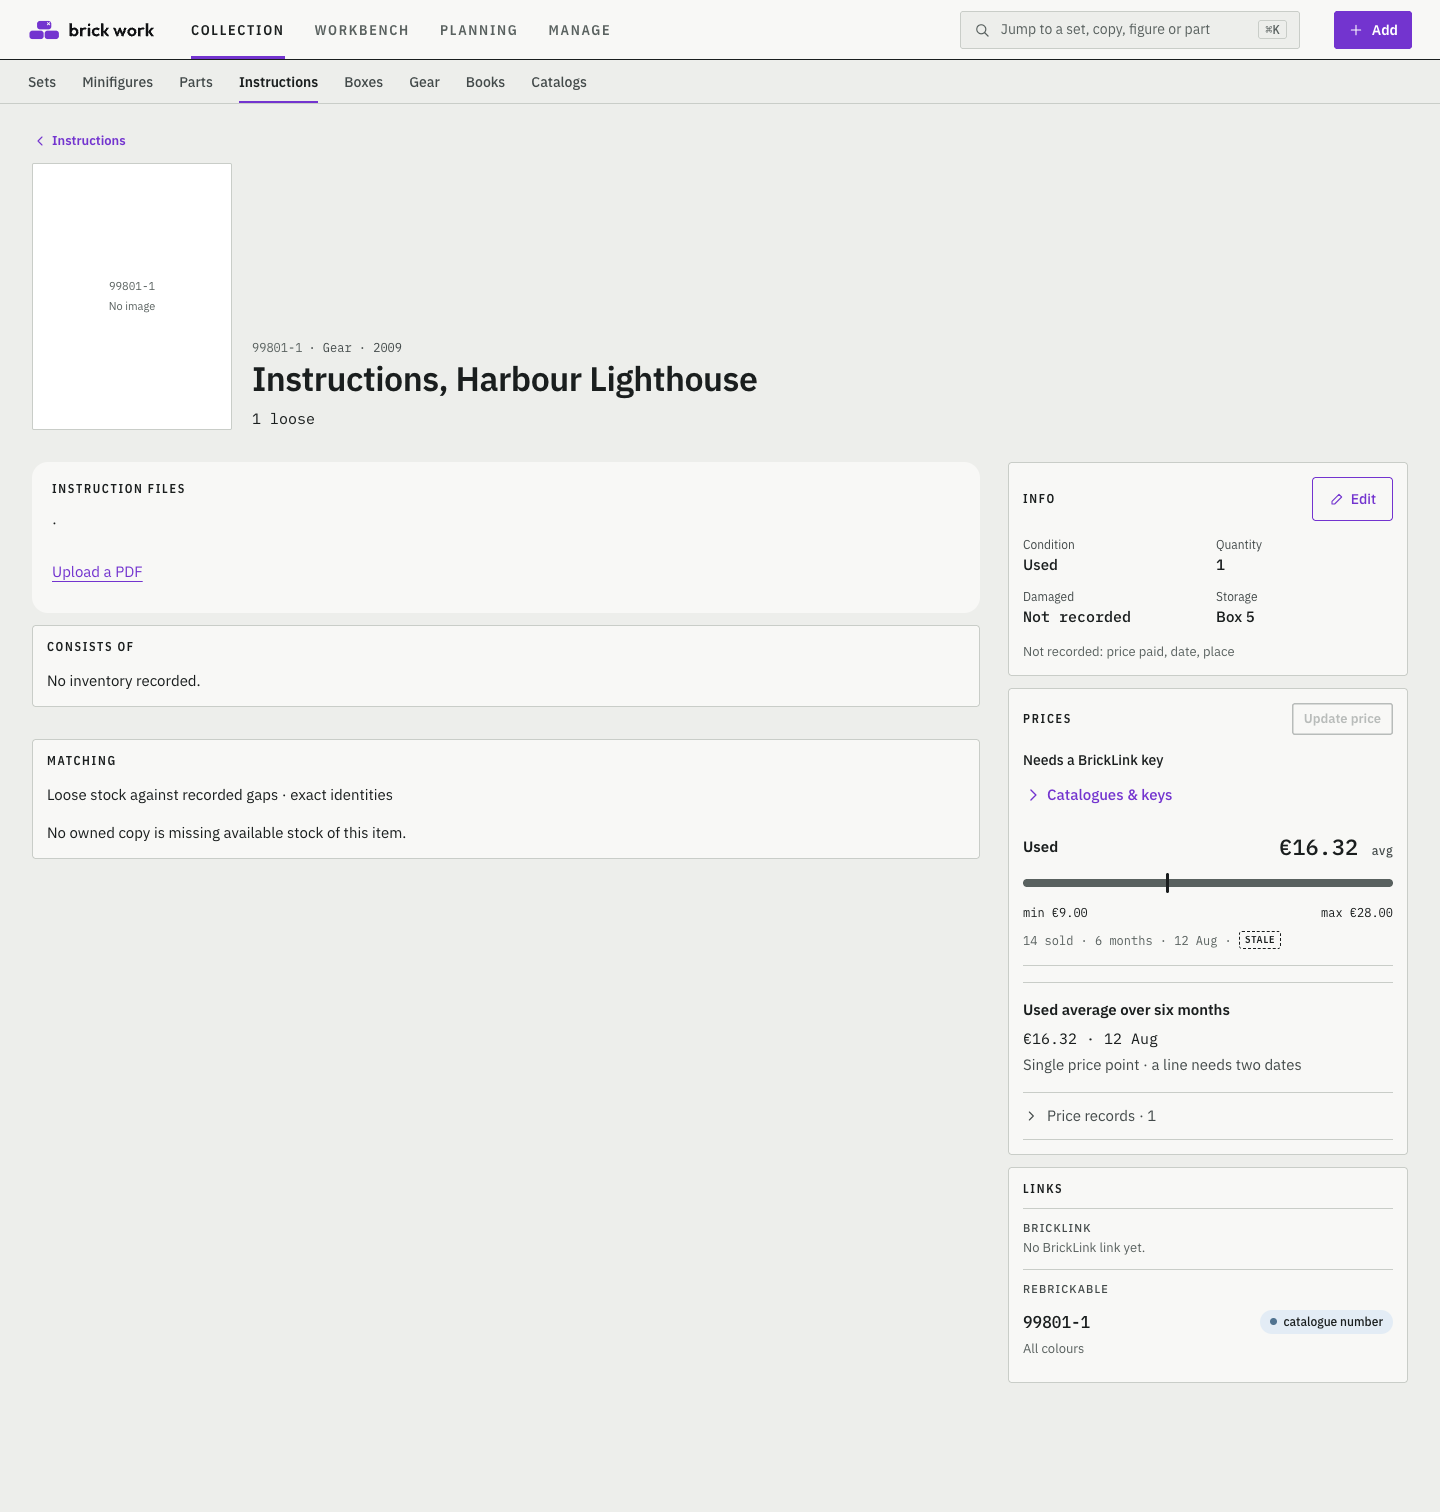 brick work
COLLECTION WORKBENCH PLANNING MANAGE
Jump to a set, copy, figure or part ⌘K
+ Add
Sets Minifigures Parts Instructions Boxes Gear Books Catalogs
Instructions
99801-1
No image
99801-1 · Gear · 2009
Instructions, Harbour Lighthouse
1 loose
INSTRUCTION FILES
·
Upload a PDF
CONSISTS OF
No inventory recorded.
MATCHING
Loose stock against recorded gaps · exact identities
No owned copy is missing available stock of this item.
INFO
Edit
Condition Quantity
Used 1
Damaged Storage
Not recorded Box 5
Not recorded: price paid, date, place
PRICES
Update price
Needs a BrickLink key
Catalogues & keys
Used €16.32 avg
min €9.00 max €28.00
14 sold · 6 months · 12 Aug · STALE
Used average over six months
€16.32 · 12 Aug
Single price point · a line needs two dates
Price records · 1
LINKS
BRICKLINK
No BrickLink link yet.
REBRICKABLE
99801-1 catalogue number
All colours